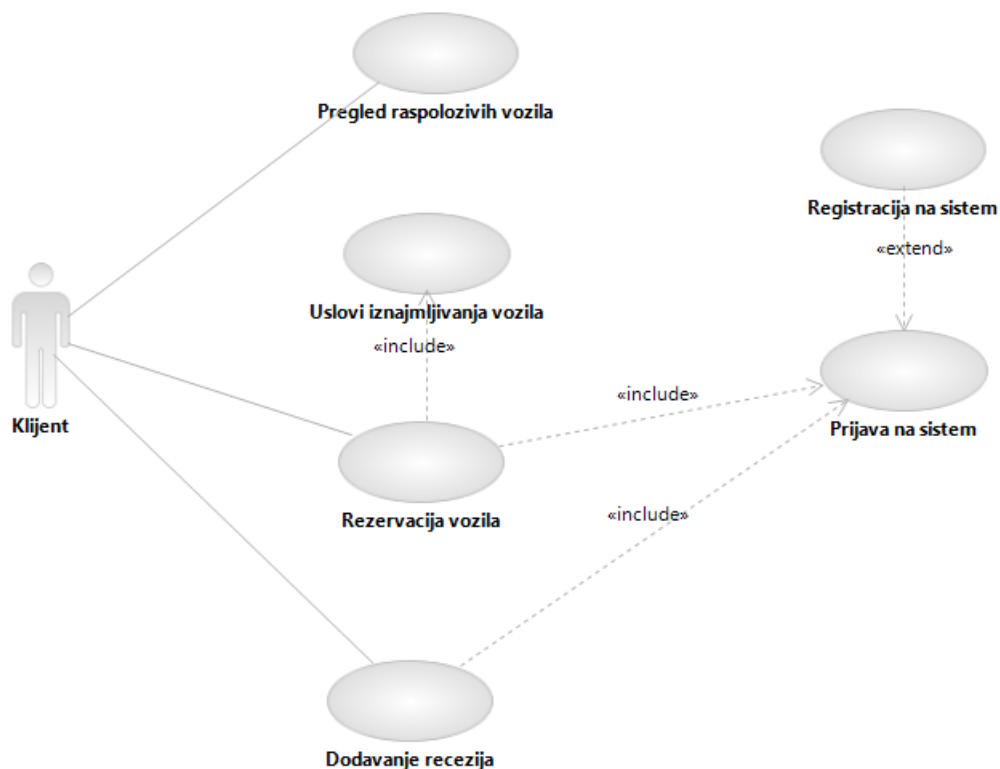 Pregled raspolozivih vozila
Registracija na sistem
«extend»
Uslovi iznajmljivanja vozila
«include»
«include»
Klijent
Prijava na sistem
Rezervacija vozila
«include»
Dodavanje recezija